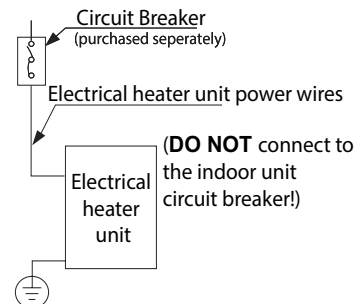 Circuit Breaker
(purchased seperately)
Electrical heater unit power wires
(DO NOT connect to
the indoor unit
circuit breaker!)
Electrical
heater
unit